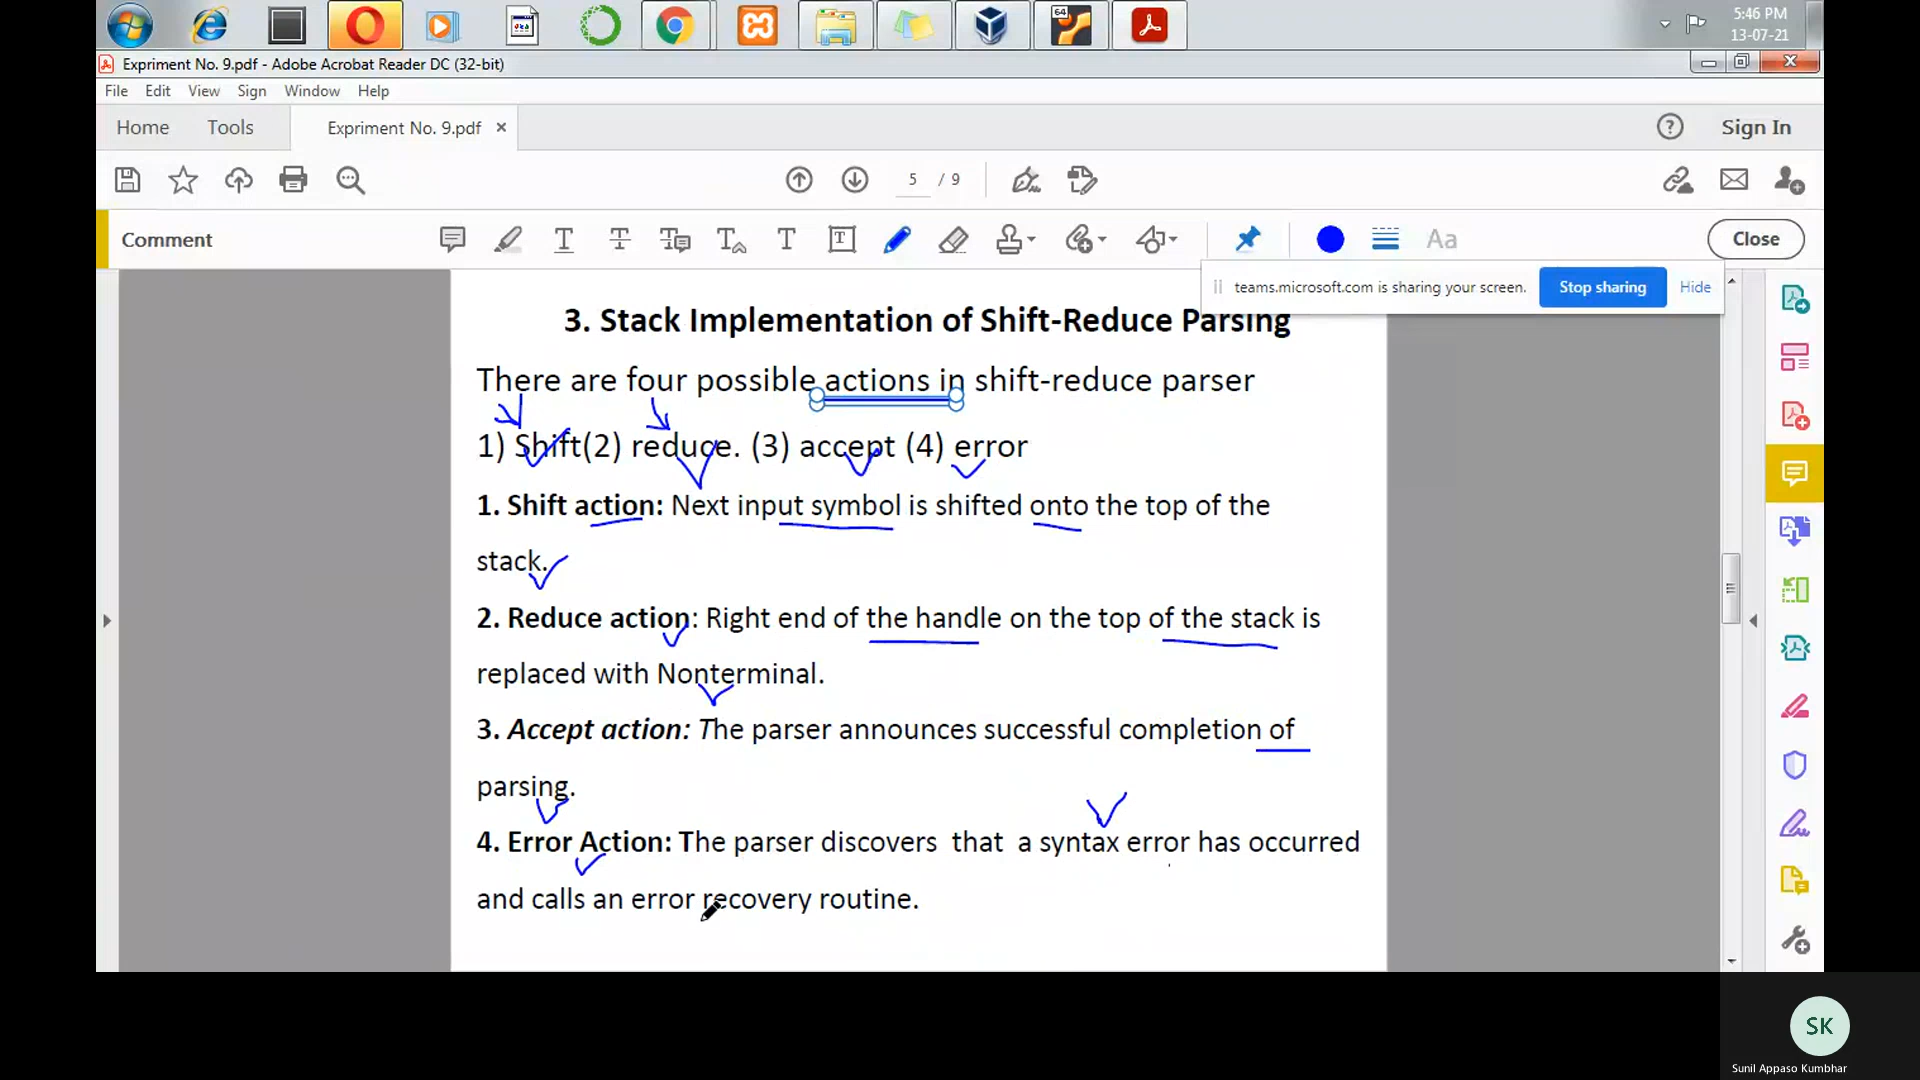 64
5:46 PM
13-07-21
Expriment No. 9.pdf - Adobe Acrobat Reader DC (32-bit)
File Edit View Sign Window Help
Home Tools Expriment No. 9.pdf × Sign In
5 / 9
Comment Aa Close
teams.microsoft.com is sharing your screen. Stop sharing Hide
3. Stack Implementation of Shift-Reduce Parsing
There are four possible actions in shift-reduce parser
1) Shift(2) reduce. (3) accept (4) error
1. Shift action: Next input symbol is shifted onto the top of the
stack.
2. Reduce action: Right end of the handle on the top of the stack is
replaced with Nonterminal.
3. Accept action: The parser announces successful completion of
parsing.
4. Error Action: The parser discovers that a syntax error has occurred
and calls an error recovery routine.
SK
Sunil Appaso Kumbhar